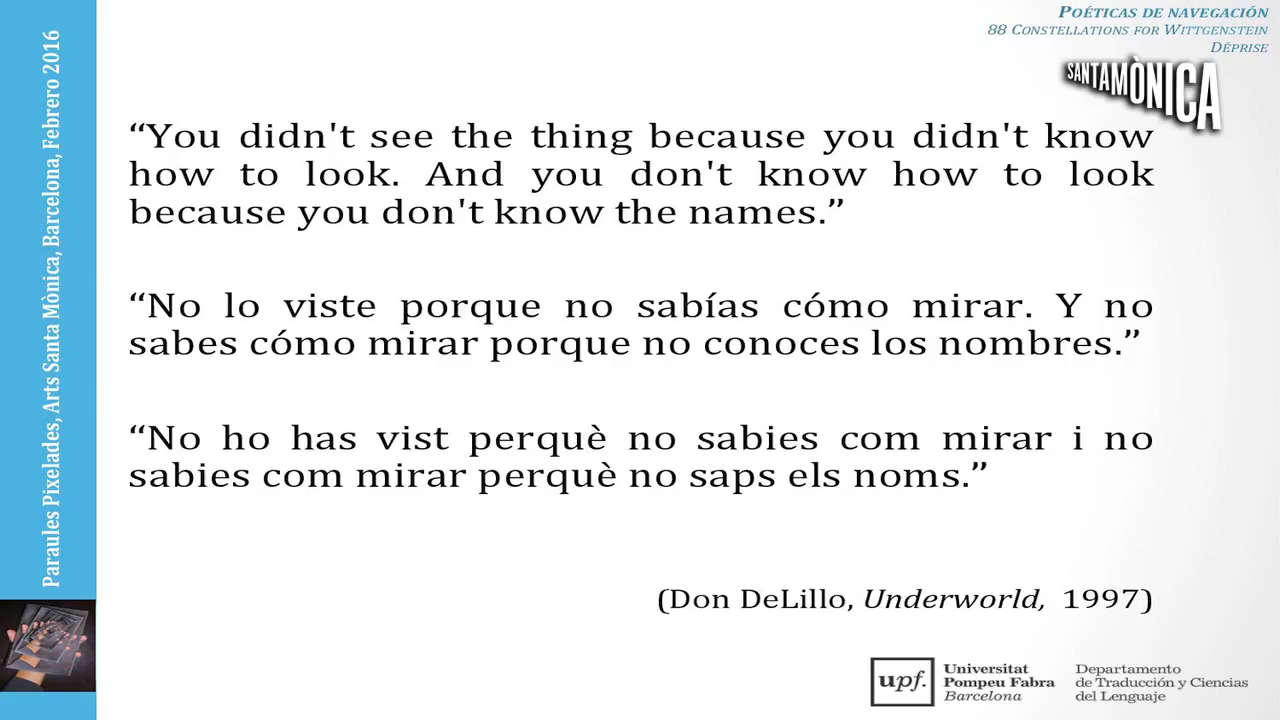 POÉTICAS DE NAVEGACIÓN
88 CONSTELLATIONS FOR WITTGENSTEIN
DÉPRISE
SANTAMÒNICA
Paraules Pixelades, Arts Santa Mònica, Barcelona, Febrero 2016
“You didn't see the thing because you didn't know
how to look. And you don't know how to look
because you don't know the names.”
“No lo viste porque no sabías cómo mirar. Y no
sabes cómo mirar porque no conoces los nombres.”
“No ho has vist perquè no sabies com mirar i no
sabies com mirar perquè no saps els noms.”
(Don DeLillo, Underworld, 1997)
upf.
Universitat
Pompeu Fabra
Barcelona
Departamento
de Traducción y Ciencias
del Lenguaje